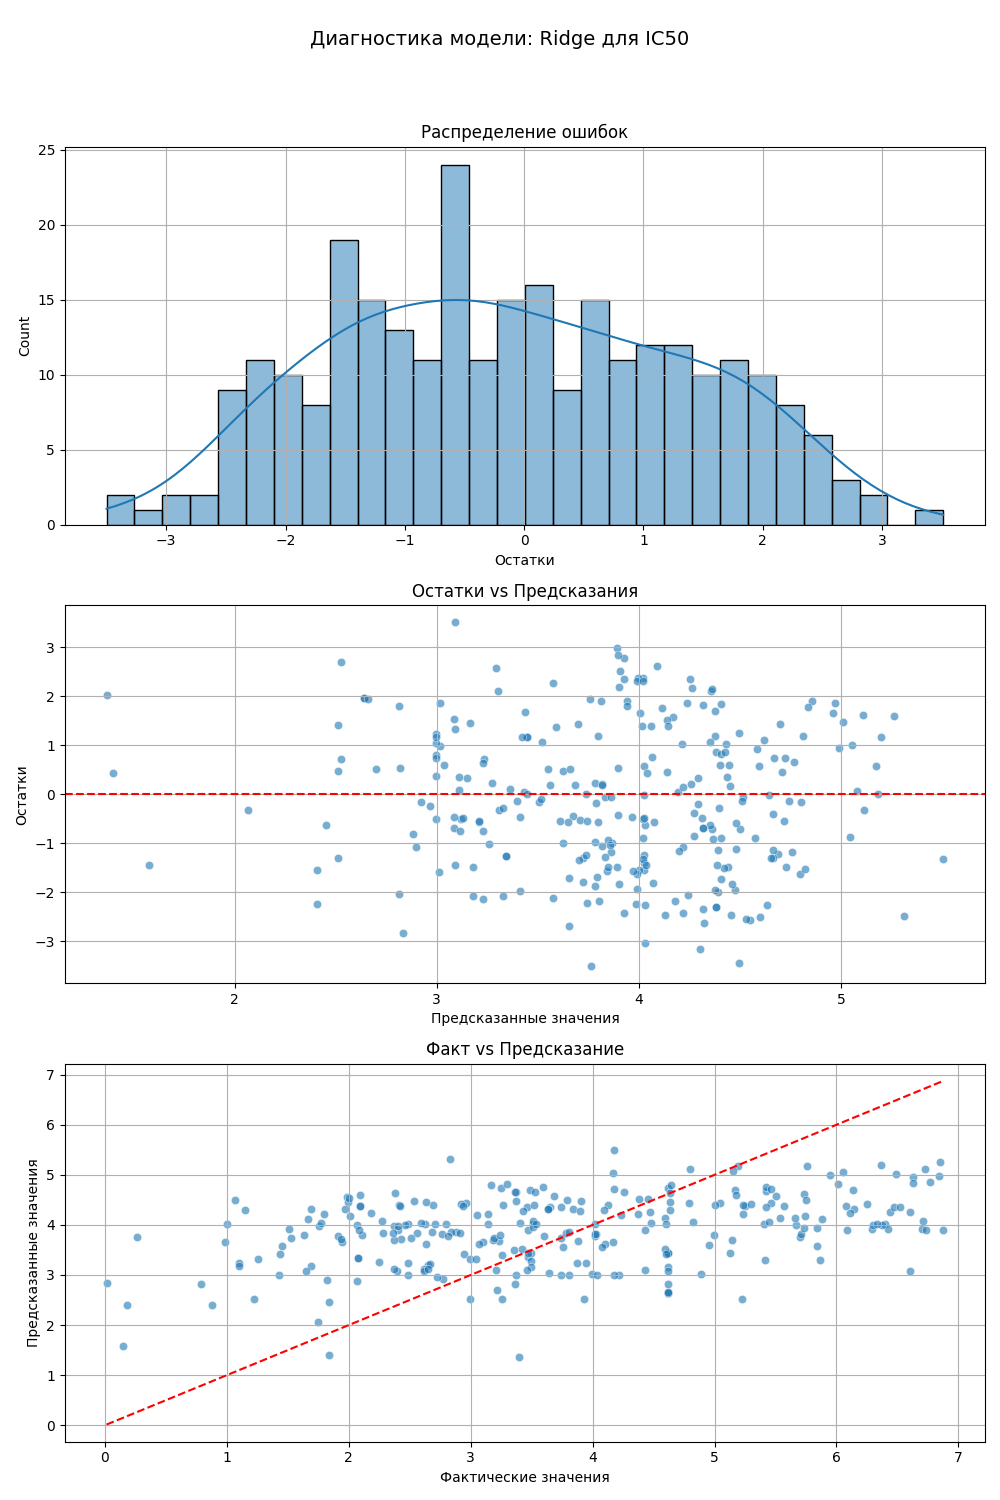 Диагностика модели: Ridge для IC50
Распределение ошибок
25
20
15
10
5
0
Count
−3 −2 −1 0 1 2 3
Остатки
Остатки vs Предсказания
3
2
1
0
−1
−2
−3
Остатки
2 3 4 5
Предсказанные значения
Факт vs Предсказание
7
6
5
4
3
2
1
0
Предсказанные значения
0 1 2 3 4 5 6 7
Фактические значения